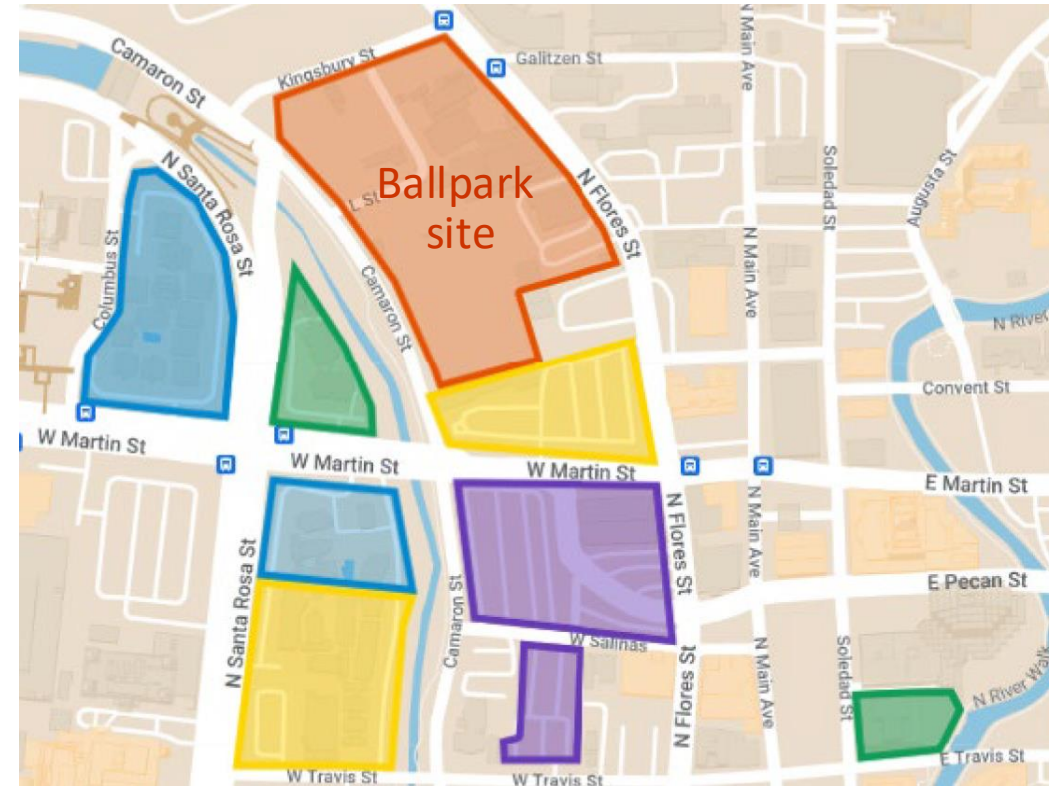 Camaron St
Kingsbury St
Galitzen St
N Main Ave
Soledad St
Augusta St
N Santa Rosa St
L St
Ballpark
site
N Flores St
Columbus St
Camaron St
N Main Ave
N River
Convent St
W Martin St
W Martin St
W Martin St
E Martin St
N Flores St
N Main Ave
E Pecan St
N Santa Rosa St
Camaron St
W Salinas
N Flores St
N Main Ave
Soledad St
N River Walk
E Travis St
W Travis St
W Travis St